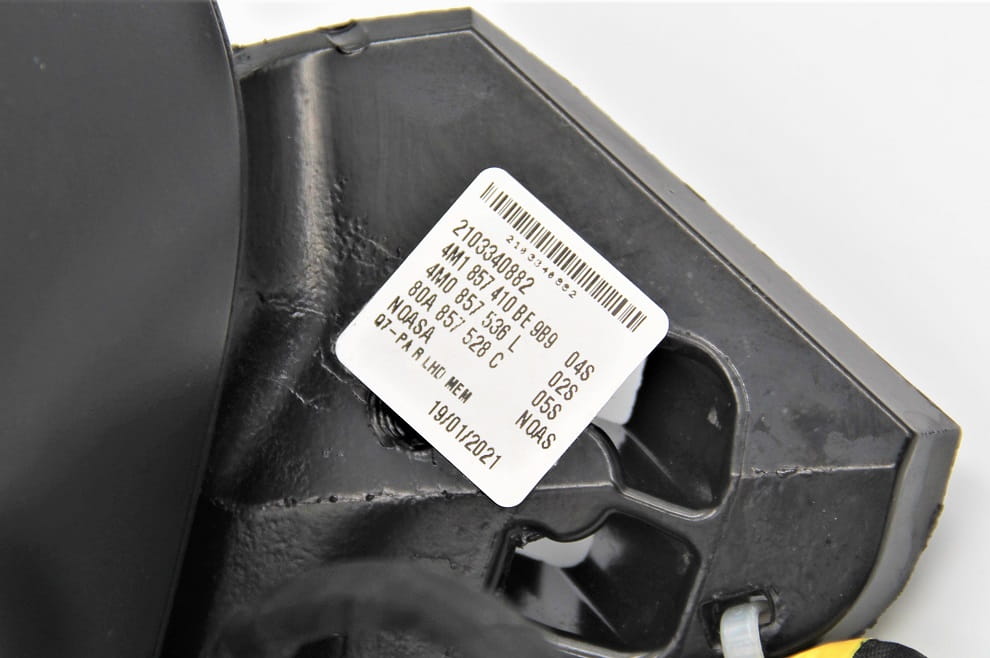 2103340882
2103340882
4M1 857 410 BE 9B9 04S
4M0 857 536 L 02S
80A 857 528 C 05S
NOASA NOAS
Q7-PA R LHD MEM
19/01/2021